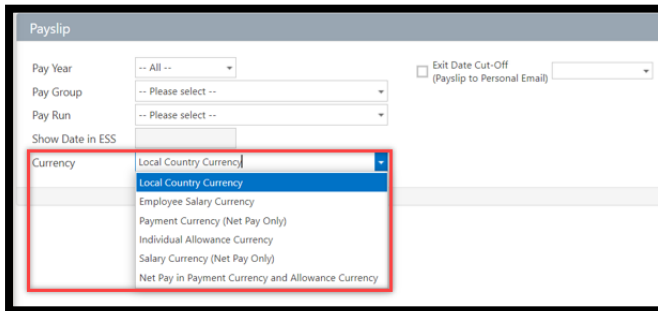 Payslip
Pay Year -- All --
Exit Date Cut-Off
(Payslip to Personal Email)
Pay Group -- Please select --
Pay Run -- Please select --
Show Date in ESS
Currency Local Country Currency
Local Country Currency
Employee Salary Currency
Payment Currency (Net Pay Only)
Individual Allowance Currency
Salary Currency (Net Pay Only)
Net Pay in Payment Currency and Allowance Currency